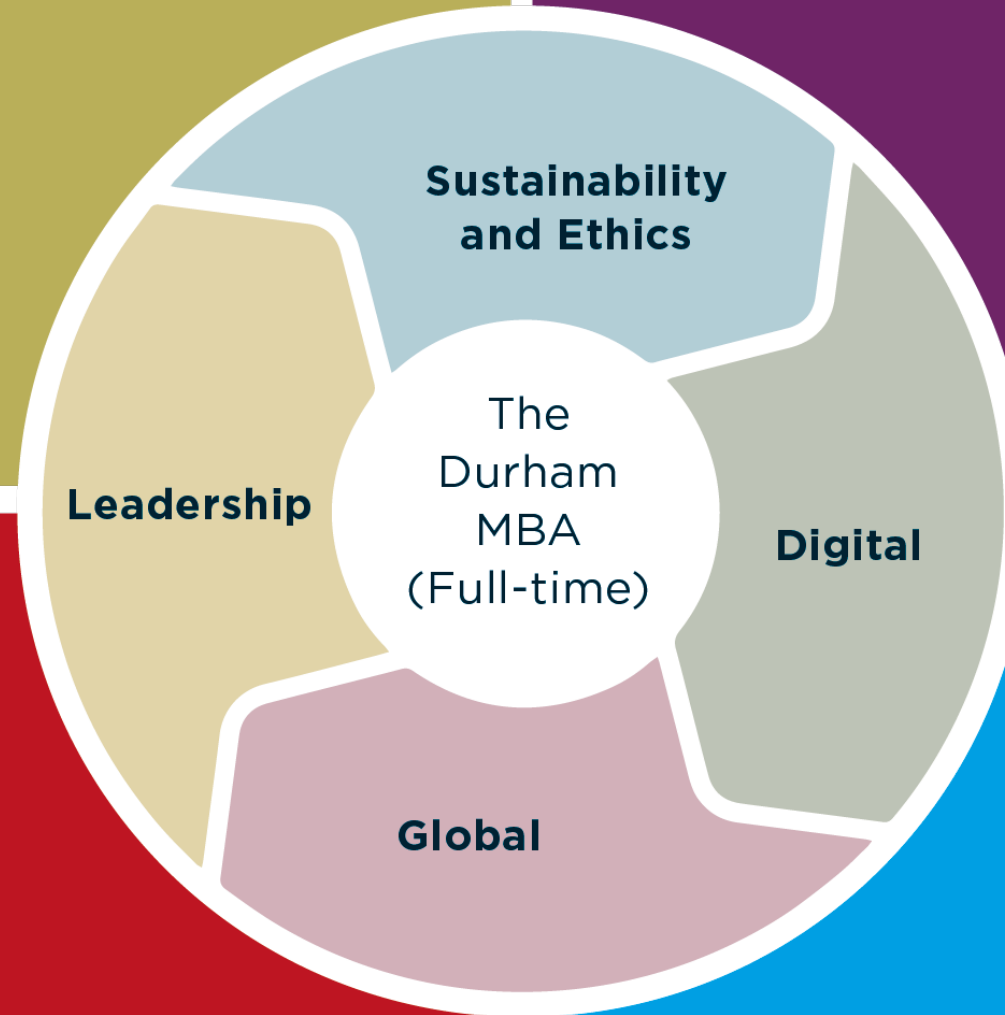 Sustainability
and Ethics
The
Durham
MBA
(Full-time)
Leadership
Digital
Global